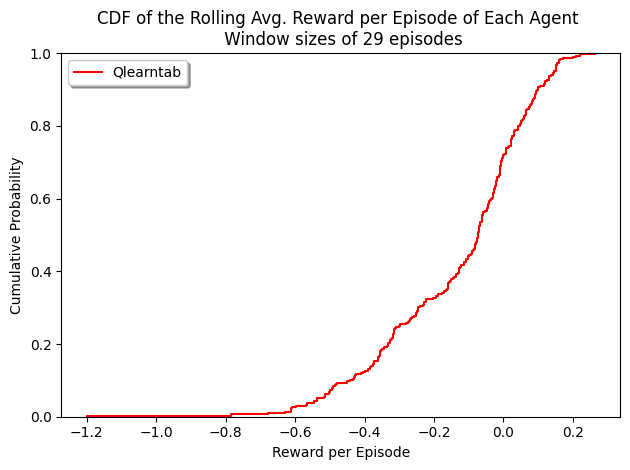 CDF of the Rolling Avg. Reward per Episode of Each Agent
Window sizes of 29 episodes
Qlearntab
Cumulative Probability
1.0
0.8
0.6
0.4
0.2
0.0
−1.2 −1.0 −0.8 −0.6 −0.4 −0.2 0.0 0.2
Reward per Episode